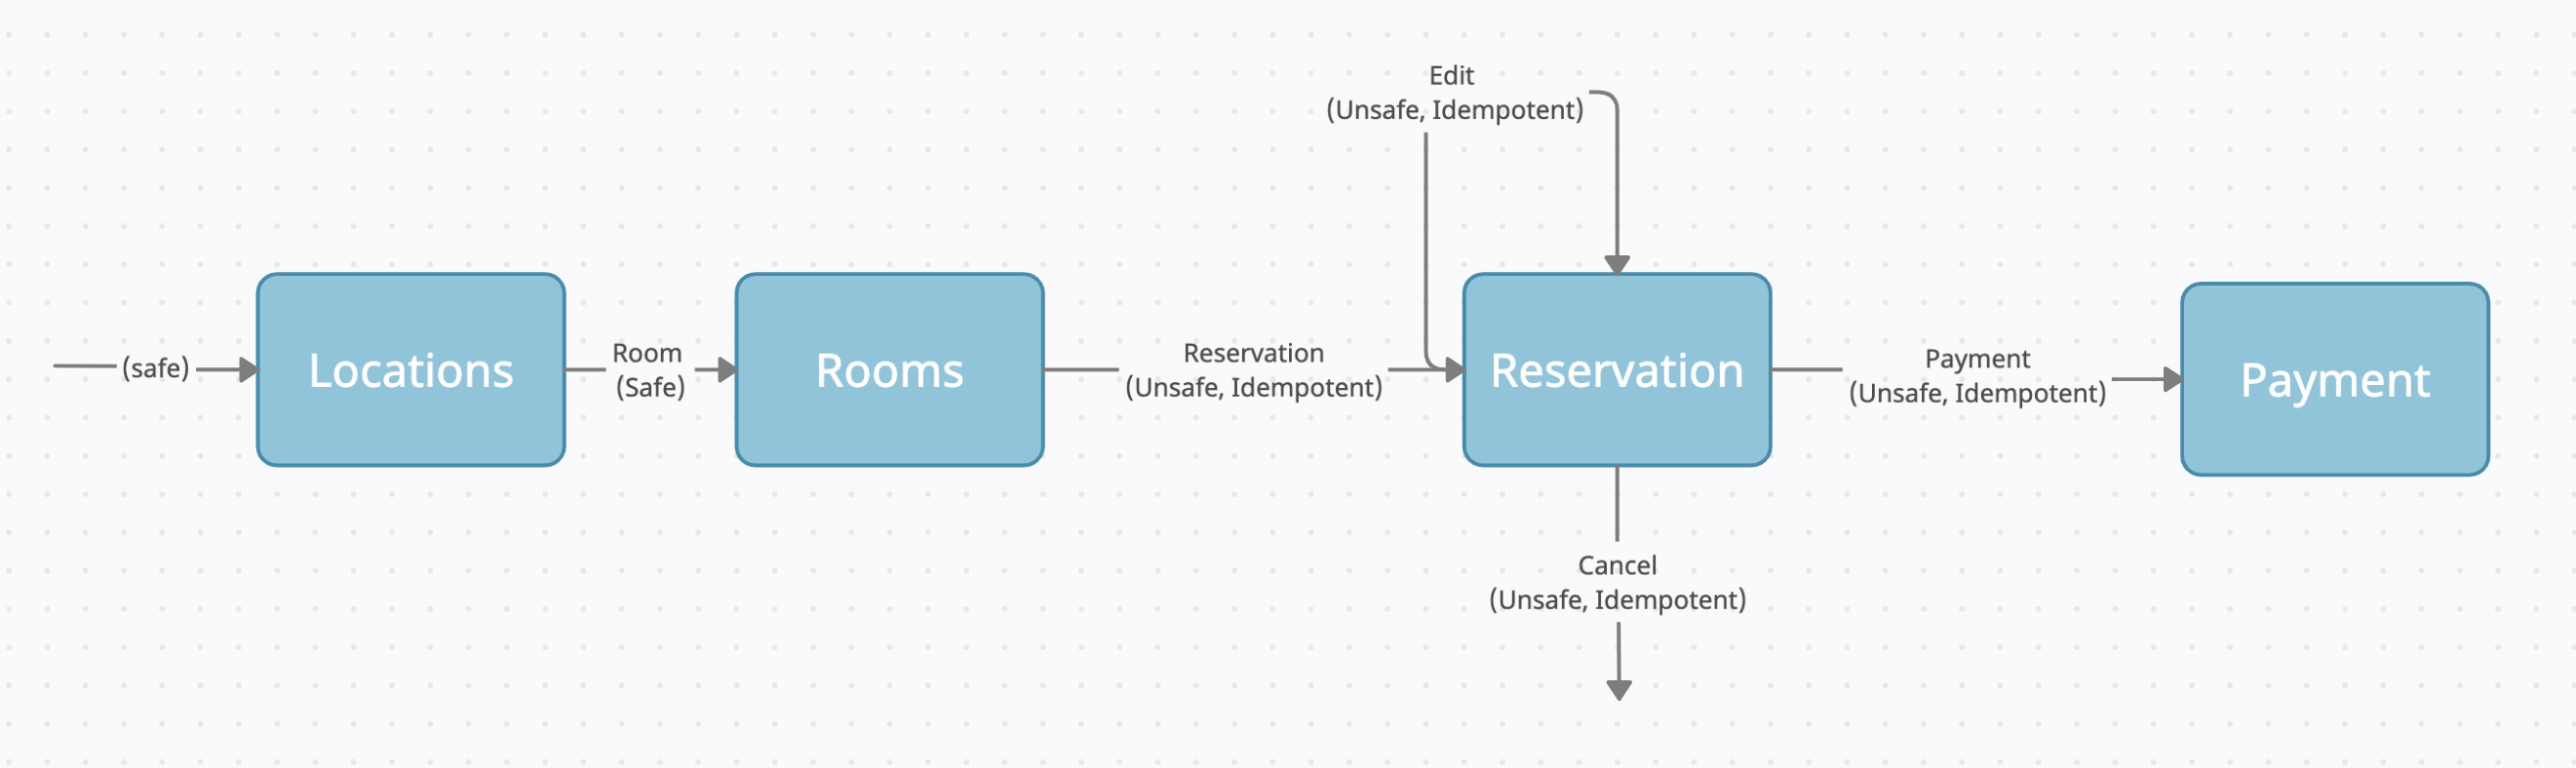 Edit
(Unsafe, Idempotent)
(safe)
Locations
Room
(Safe)
Rooms
Reservation
(Unsafe, Idempotent)
Reservation
Payment
(Unsafe, Idempotent)
Payment
Cancel
(Unsafe, Idempotent)